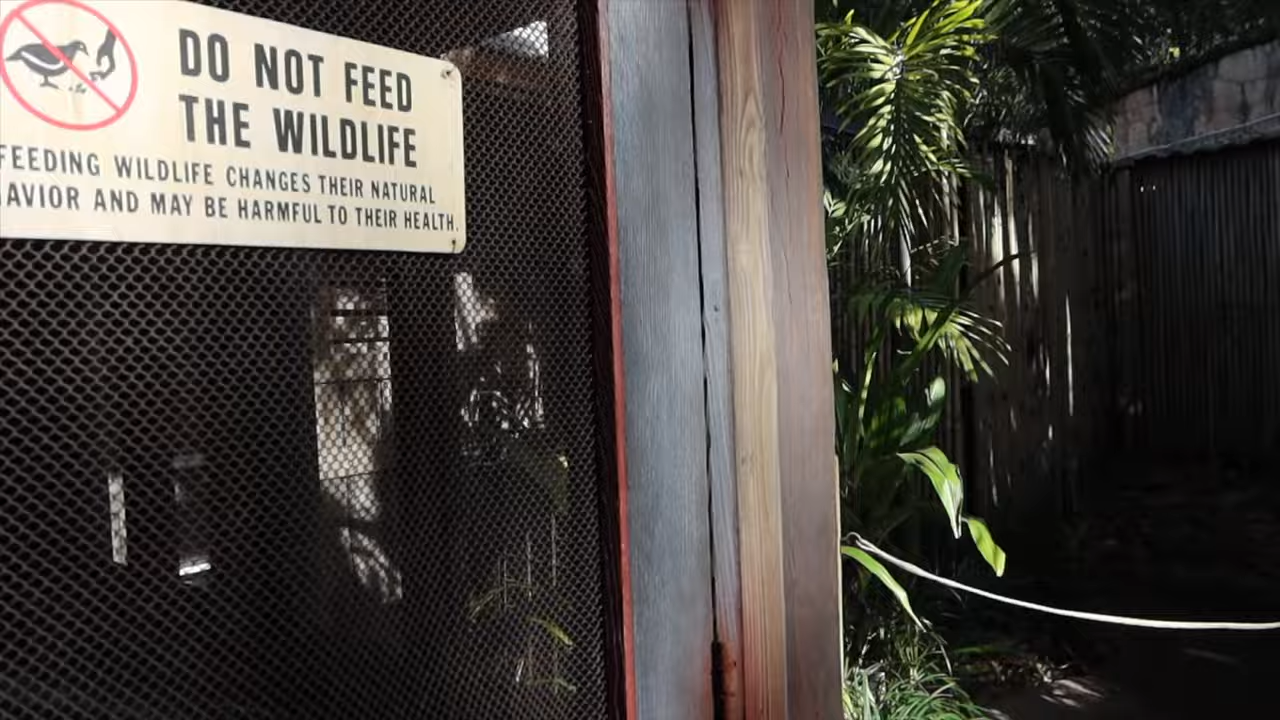 DO NOT FEED
THE WILDLIFE
FEEDING WILDLIFE CHANGES THEIR NATURAL
AVIOR AND MAY BE HARMFUL TO THEIR HEALTH.